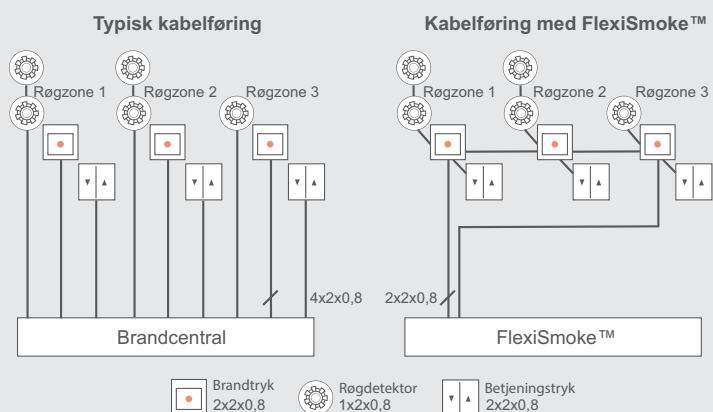 Typisk kabelføring
Røgzone 1
Røgzone 2
Røgzone 3
4x2x0,8
Brandcentral
Kabelføring med FlexiSmoke™
Røgzone 1
Røgzone 2
Røgzone 3
2x2x0,8
FlexiSmoke™
Brandtryk
2x2x0,8
Røgdetektor
1x2x0,8
Betjeningstryk
2x2x0,8